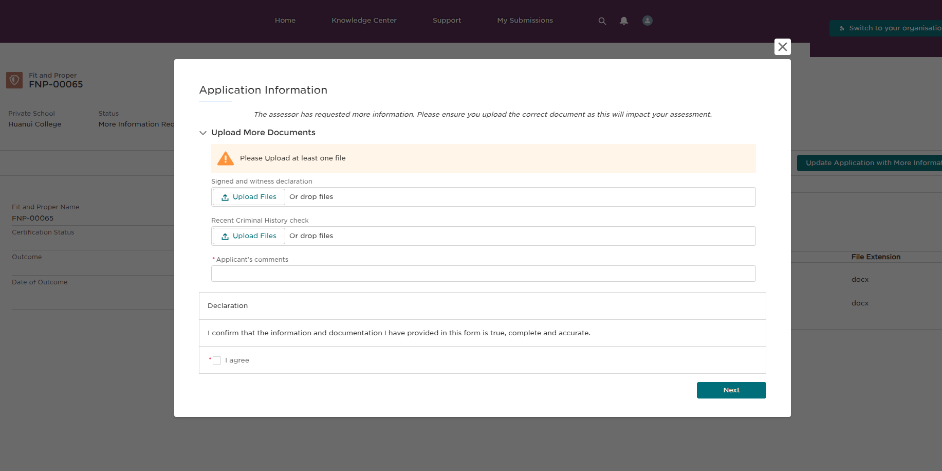 Home
Knowledge Center
Support
My Submissions
Switch to your organisatio
Fit and Proper
FNP-00065
Private School
Huanui College
Status
More Information Req
Update Application with More Informat
Fit and Proper Name
FNP-00065
Certification Status
Outcome
Date of Outcome
File Extension
docx
docx
Application Information
The assessor has requested more information. Please ensure you upload the correct document as this will impact your assessment.
Upload More Documents
Please Upload at least one file
Signed and witness declaration
Upload Files Or drop files
Recent Criminal History check
Upload Files Or drop files
*Applicant's comments
Declaration
I confirm that the information and documentation I have provided in this form is true, complete and accurate.
* I agree
Next